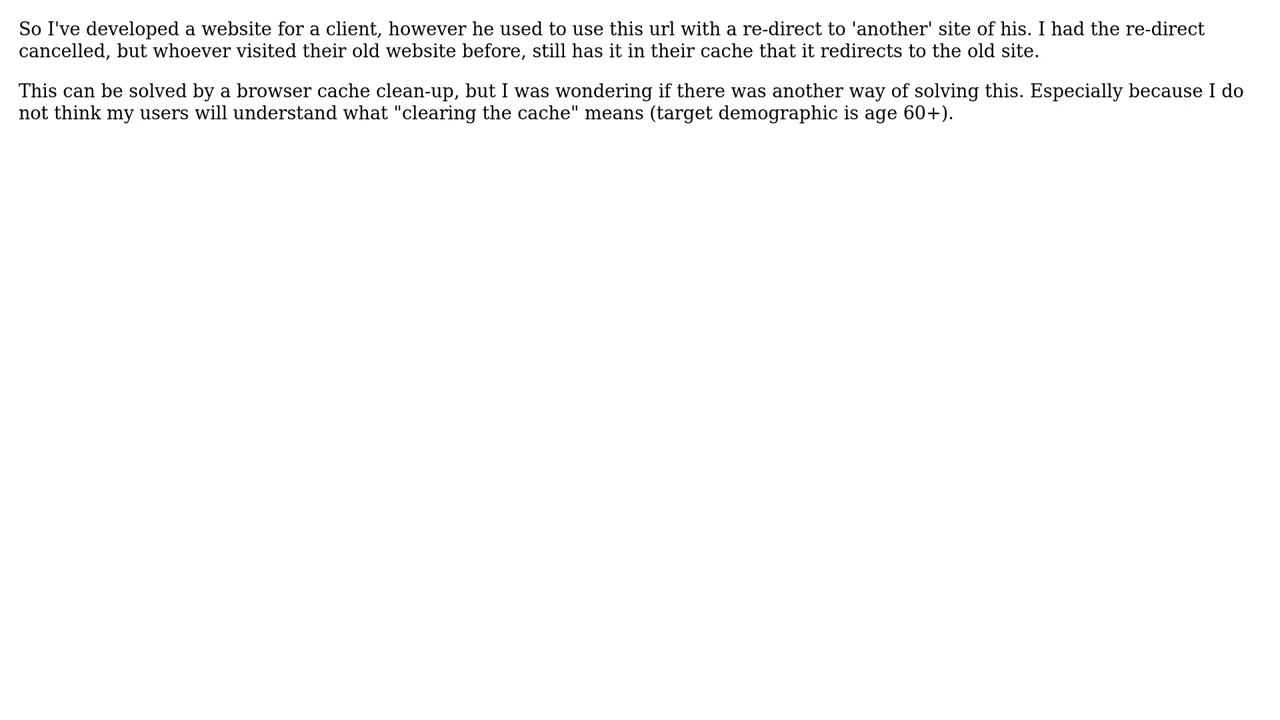 So I've developed a website for a client, however he used to use this url with a re-direct to 'another' site of his. I had the re-direct
cancelled, but whoever visited their old website before, still has it in their cache that it redirects to the old site.
This can be solved by a browser cache clean-up, but I was wondering if there was another way of solving this. Especially because I do
not think my users will understand what "clearing the cache" means (target demographic is age 60+).